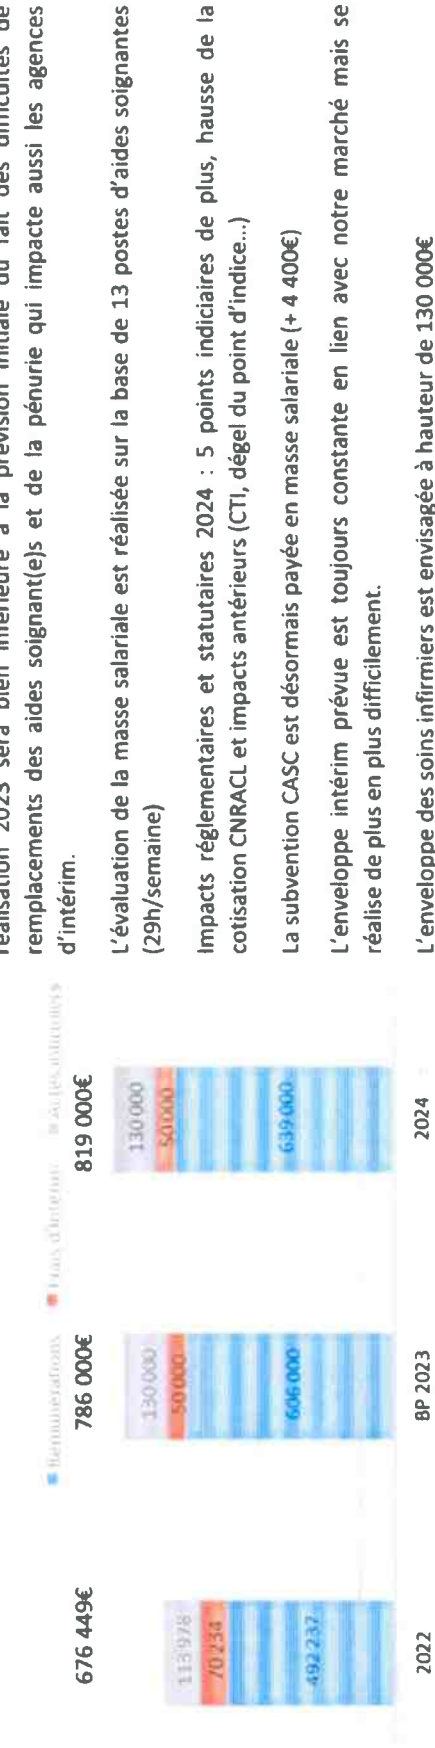 réalisation 2023 sera bien inférieure à la prévision initiale du fait des difficultés de
remplacements des aides soignant(e)s et de la pénurie qui impacte aussi les agences
d'intérim.
L'évaluation de la masse salariale est réalisée sur la base de 13 postes d'aides soignantes
(29h/semaine)
Impacts réglementaires et statutaires 2024 : 5 points indiciaires de plus, hausse de la
cotisation CNRACL et impacts antérieurs (CTI, dégel du point d'indice...)
La subvention CASC est désormais payée en masse salariale (+ 4 400€)
L'enveloppe intérim prévue est toujours constante en lien avec notre marché mais se
réalise de plus en plus difficilement.
L'enveloppe des soins infirmiers est envisagée à hauteur de 130 000€
Rémunérations Frais d'intérim Actes infirmiers
676 449€ 786 000€ 819 000€
113 978 130 000 130 000
70 234 50 000 50 000
492 237 606 000 639 000
2022 BP 2023 2024